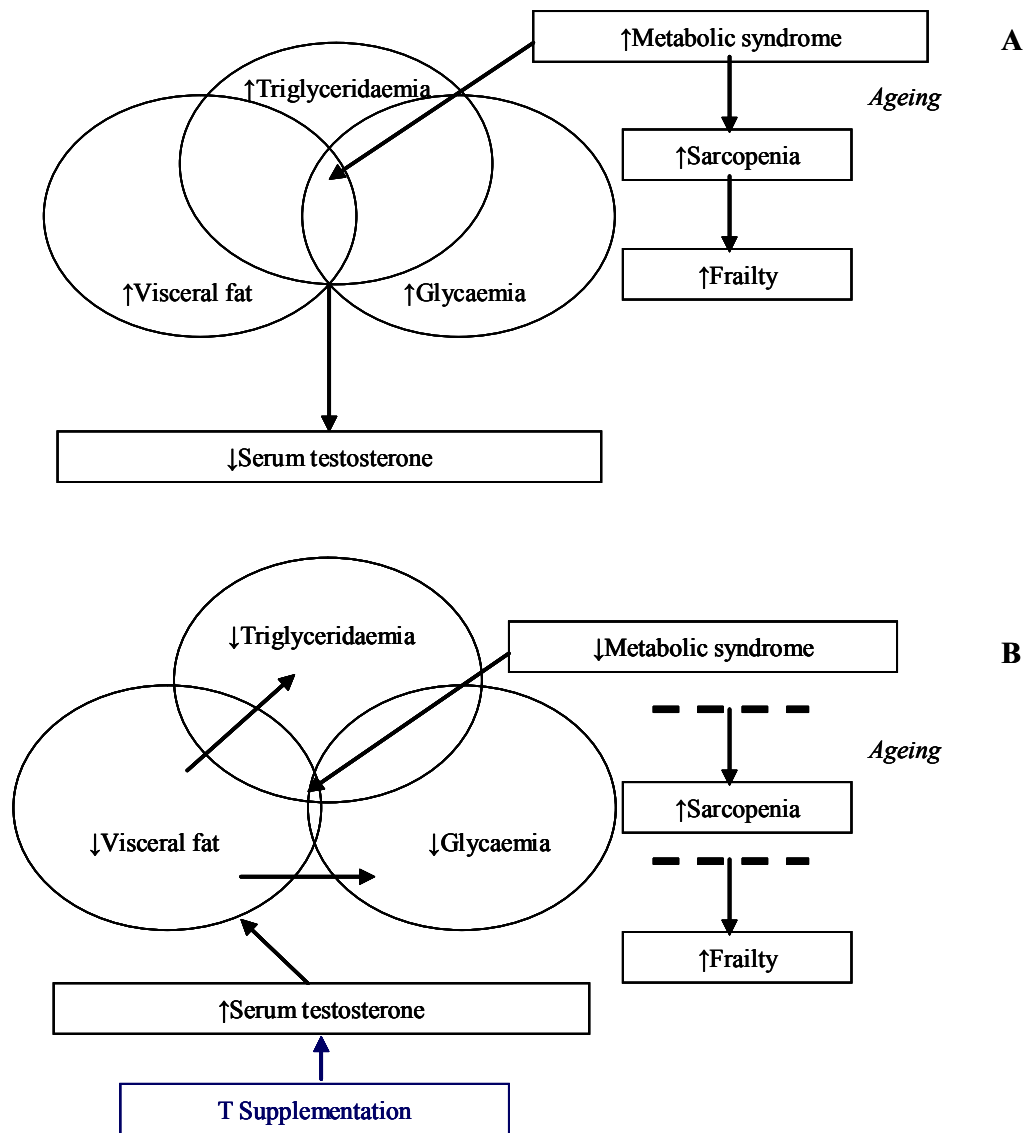 ↑Metabolic syndrome
A
↑Triglyceridaemia
Ageing
↑Sarcopenia
↑Visceral fat
↑Glycaemia
↑Frailty
↓Serum testosterone
↓Triglyceridaemia
↓Metabolic syndrome
B
Ageing
↑Sarcopenia
↓Visceral fat
↓Glycaemia
↑Frailty
↑Serum testosterone
T Supplementation